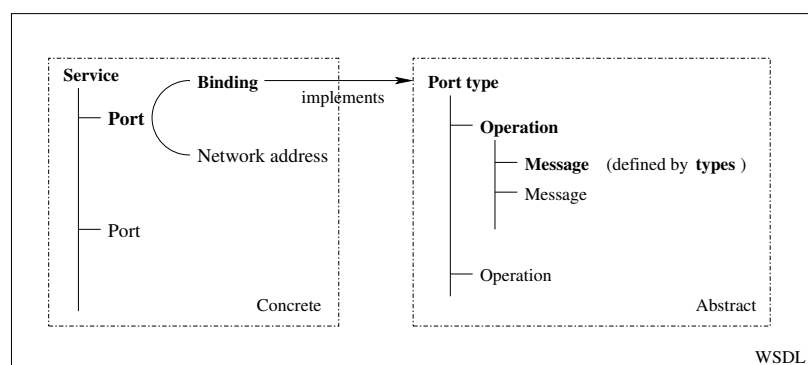 Service
Binding
implements
Port
Network address
Port
Concrete
Port type
Operation
Message (defined by types )
Message
Operation
Abstract
WSDL